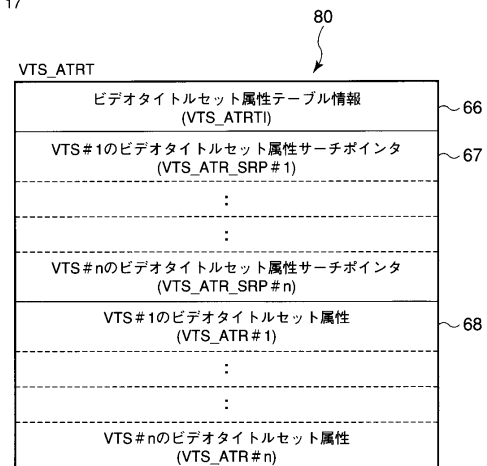 17
80
VTS_ATRT
ビデオタイトルセット属性テーブル情報
(VTS_ATRTI)
66
VTS#1のビデオタイトルセット属性サーチポインタ
(VTS_ATR_SRP#1)
67
:
:
VTS#nのビデオタイトルセット属性サーチポインタ
(VTS_ATR_SRP#n)
VTS#1のビデオタイトルセット属性
(VTS_ATR#1)
68
:
:
VTS#nのビデオタイトルセット属性
(VTS_ATR#n)